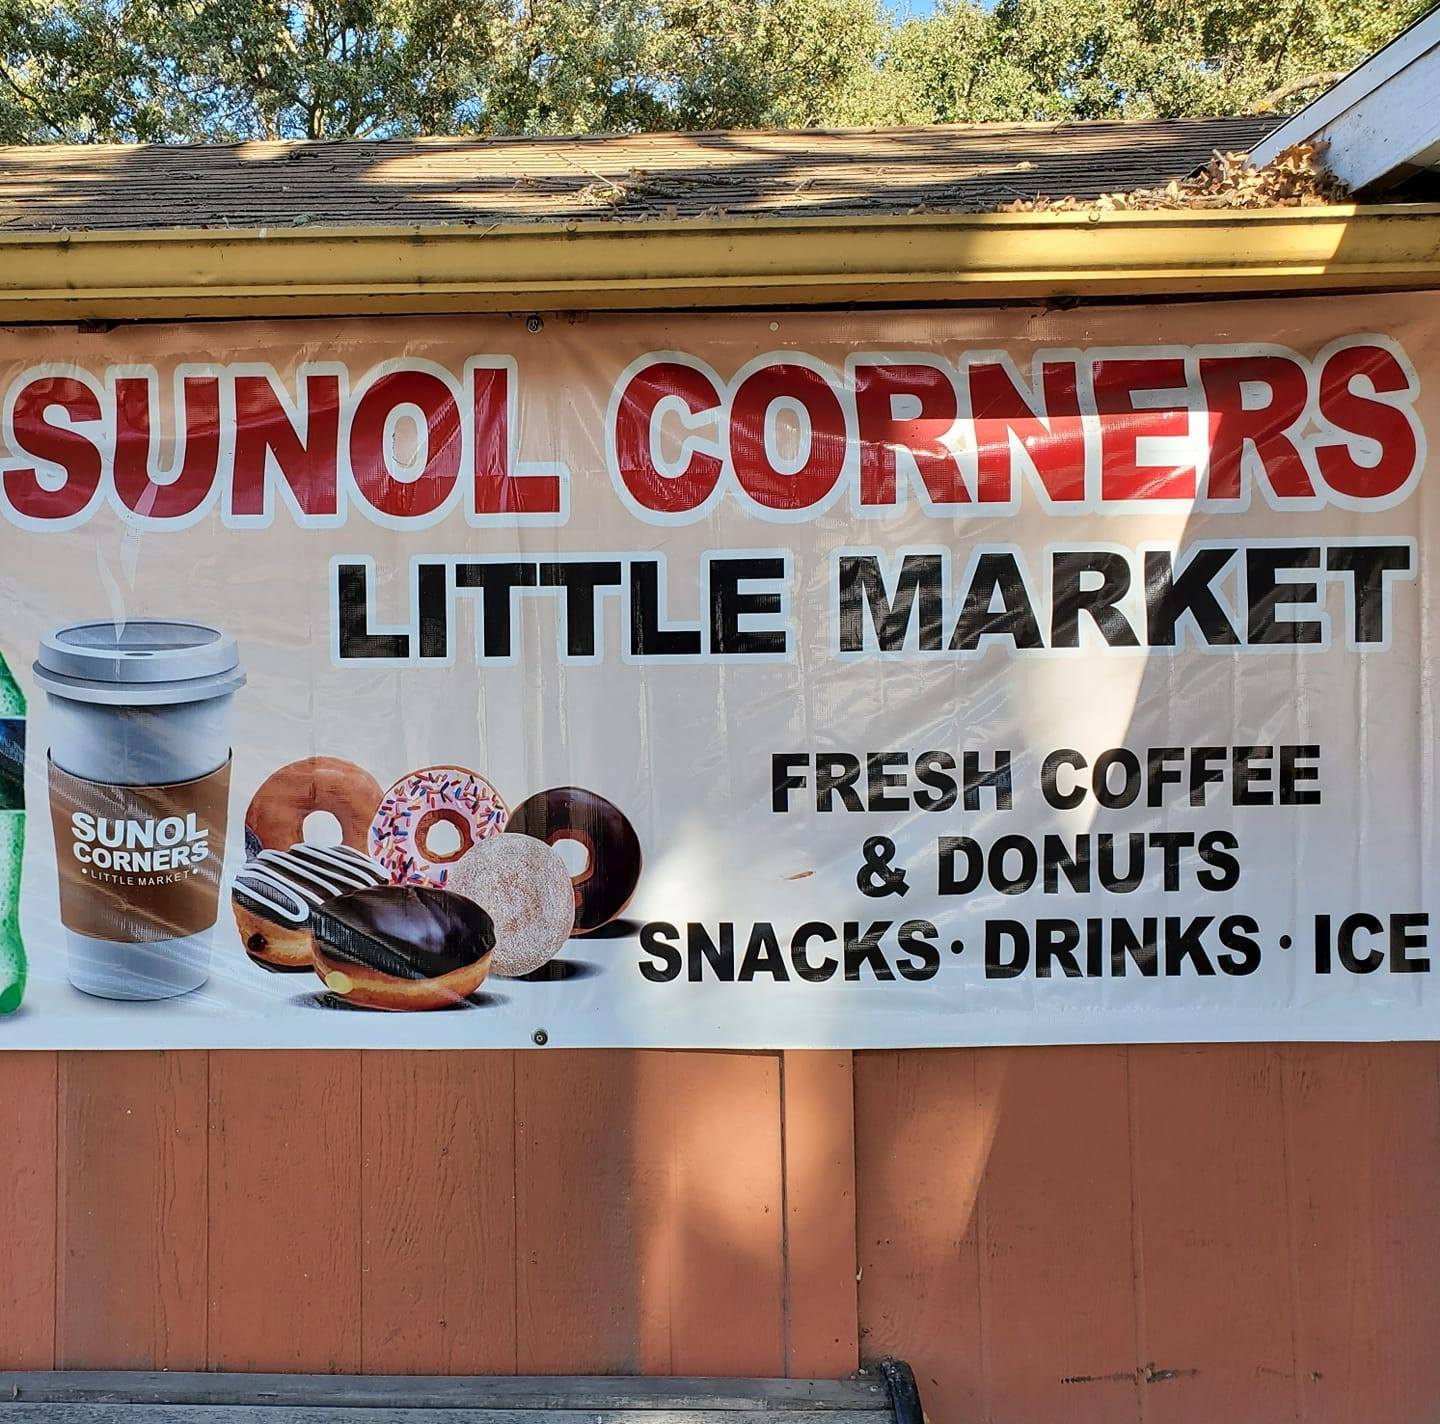 SUNOL CORNERS
LITTLE MARKET
FRESH COFFEE
& DONUTS
SNACKS · DRINKS · ICE
SUNOL
CORNERS
• LITTLE MARKET •